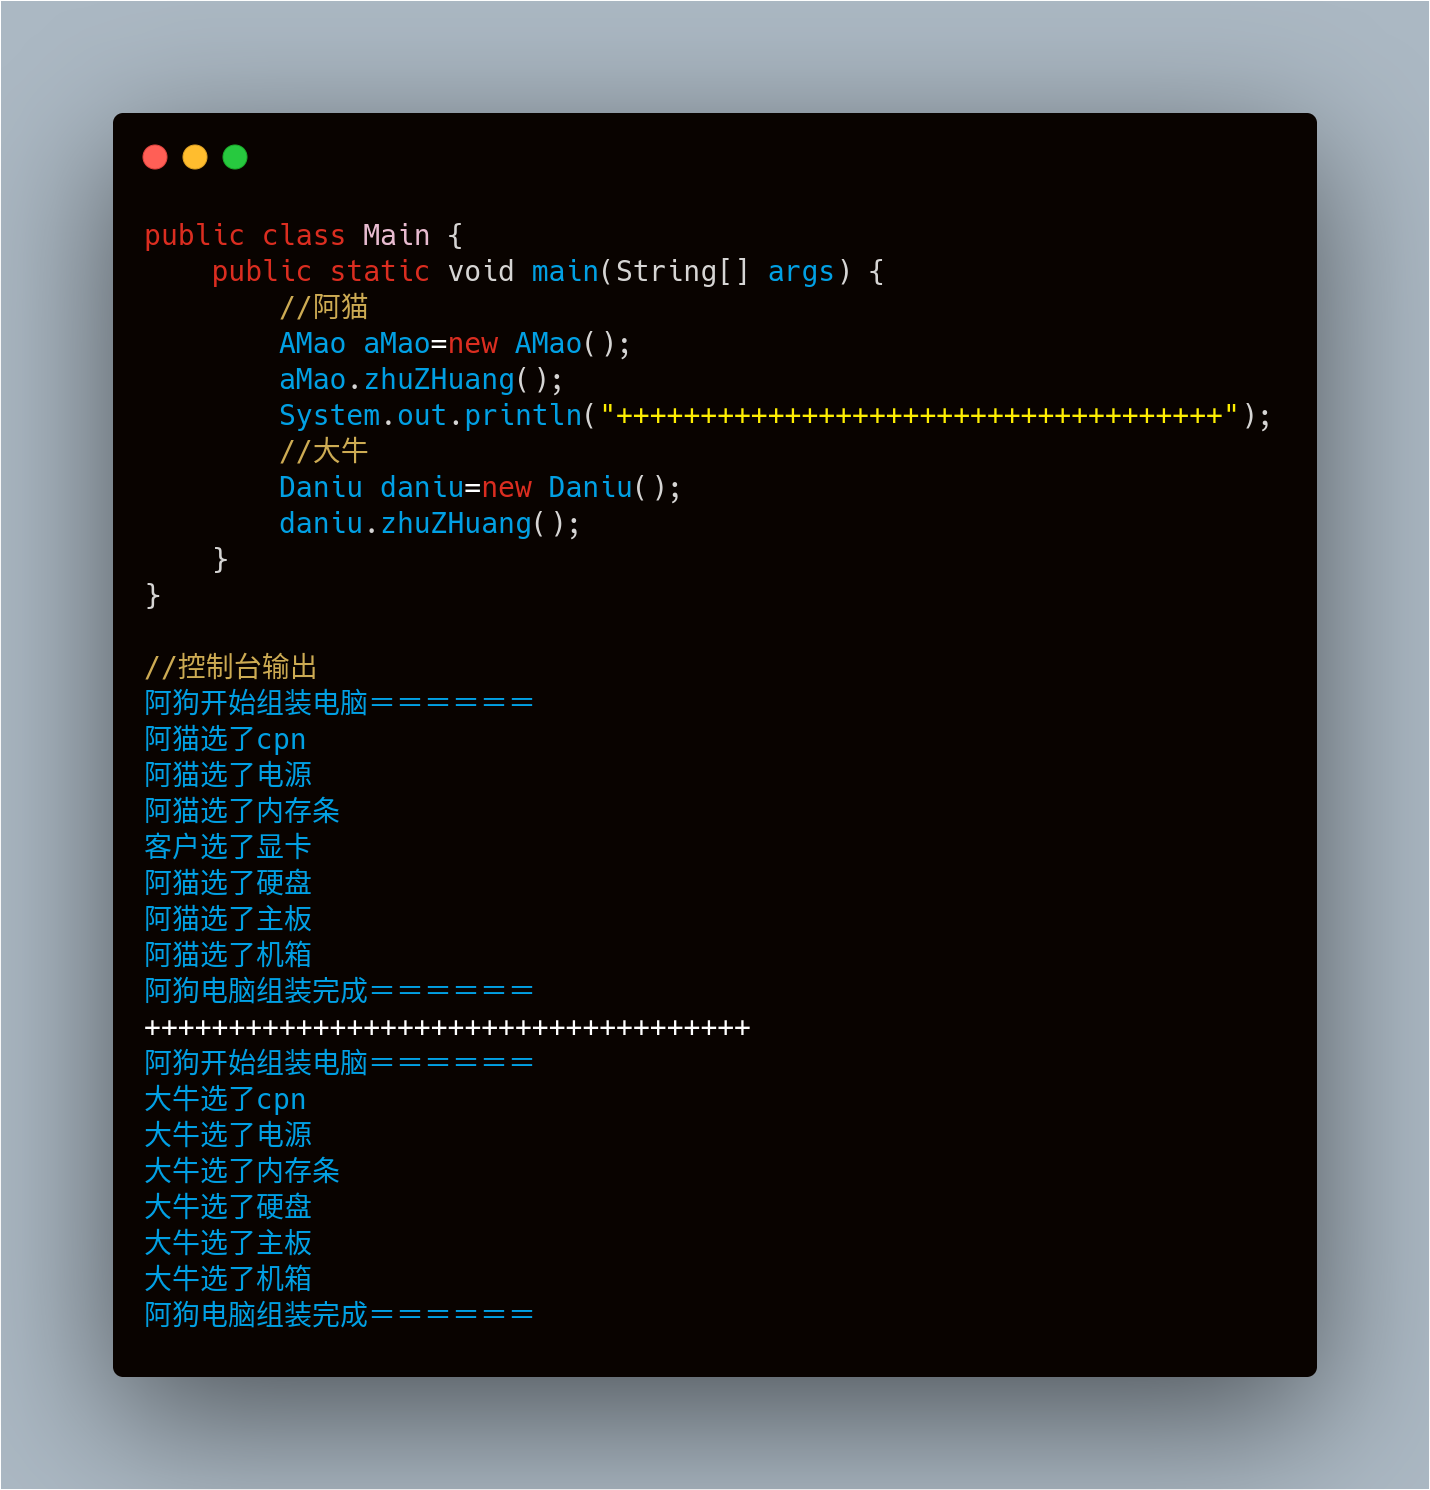 public class Main {
    public static void main(String[] args) {
        //阿猫
        AMao aMao=new AMao();
        aMao.zhuZHuang();
        System.out.println("++++++++++++++++++++++++++++++++++++");
        //大牛
        Daniu daniu=new Daniu();
        daniu.zhuZHuang();
    }
}

//控制台输出
阿狗开始组装电脑＝＝＝＝＝＝
阿猫选了cpn
阿猫选了电源
阿猫选了内存条
客户选了显卡
阿猫选了硬盘
阿猫选了主板
阿猫选了机箱
阿狗电脑组装完成＝＝＝＝＝＝
++++++++++++++++++++++++++++++++++++
阿狗开始组装电脑＝＝＝＝＝＝
大牛选了cpn
大牛选了电源
大牛选了内存条
大牛选了硬盘
大牛选了主板
大牛选了机箱
阿狗电脑组装完成＝＝＝＝＝＝